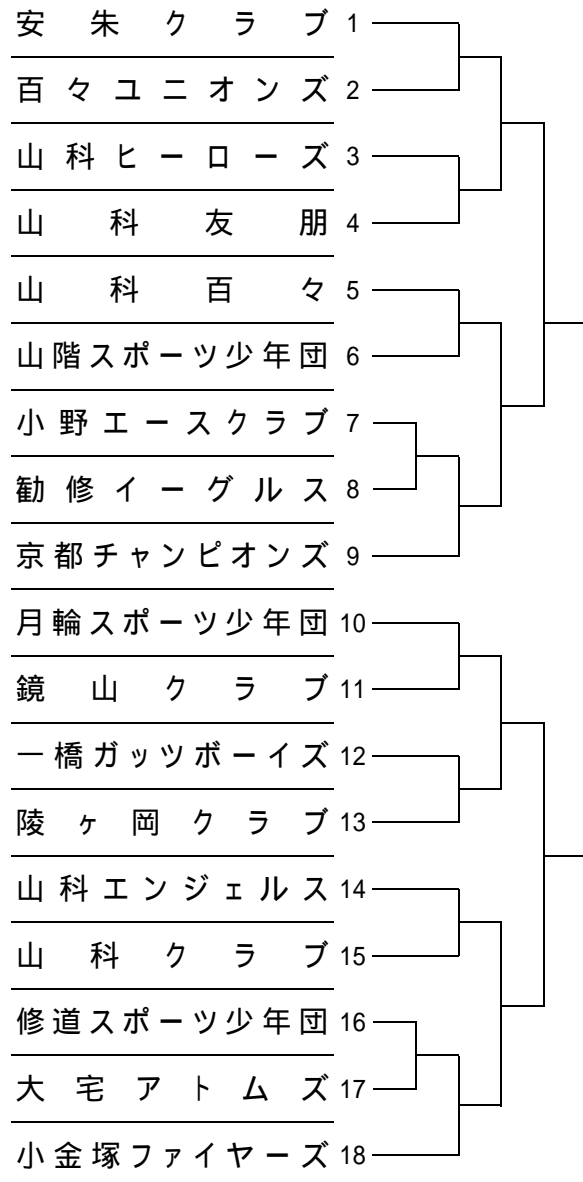 安朱クラブ 1
百々ユニオンズ 2
山科ヒーローズ 3
山科友朋 4
山科百々 5
山階スポーツ少年団 6
小野エースクラブ 7
勧修イーグルス 8
京都チャンピオンズ 9
月輪スポーツ少年団 10
鏡山クラブ 11
一橋ガッツボーイズ 12
陵ヶ岡クラブ 13
山科エンジェルス 14
山科クラブ 15
修道スポーツ少年団 16
大宅アトムズ 17
小金塚ファイヤーズ 18